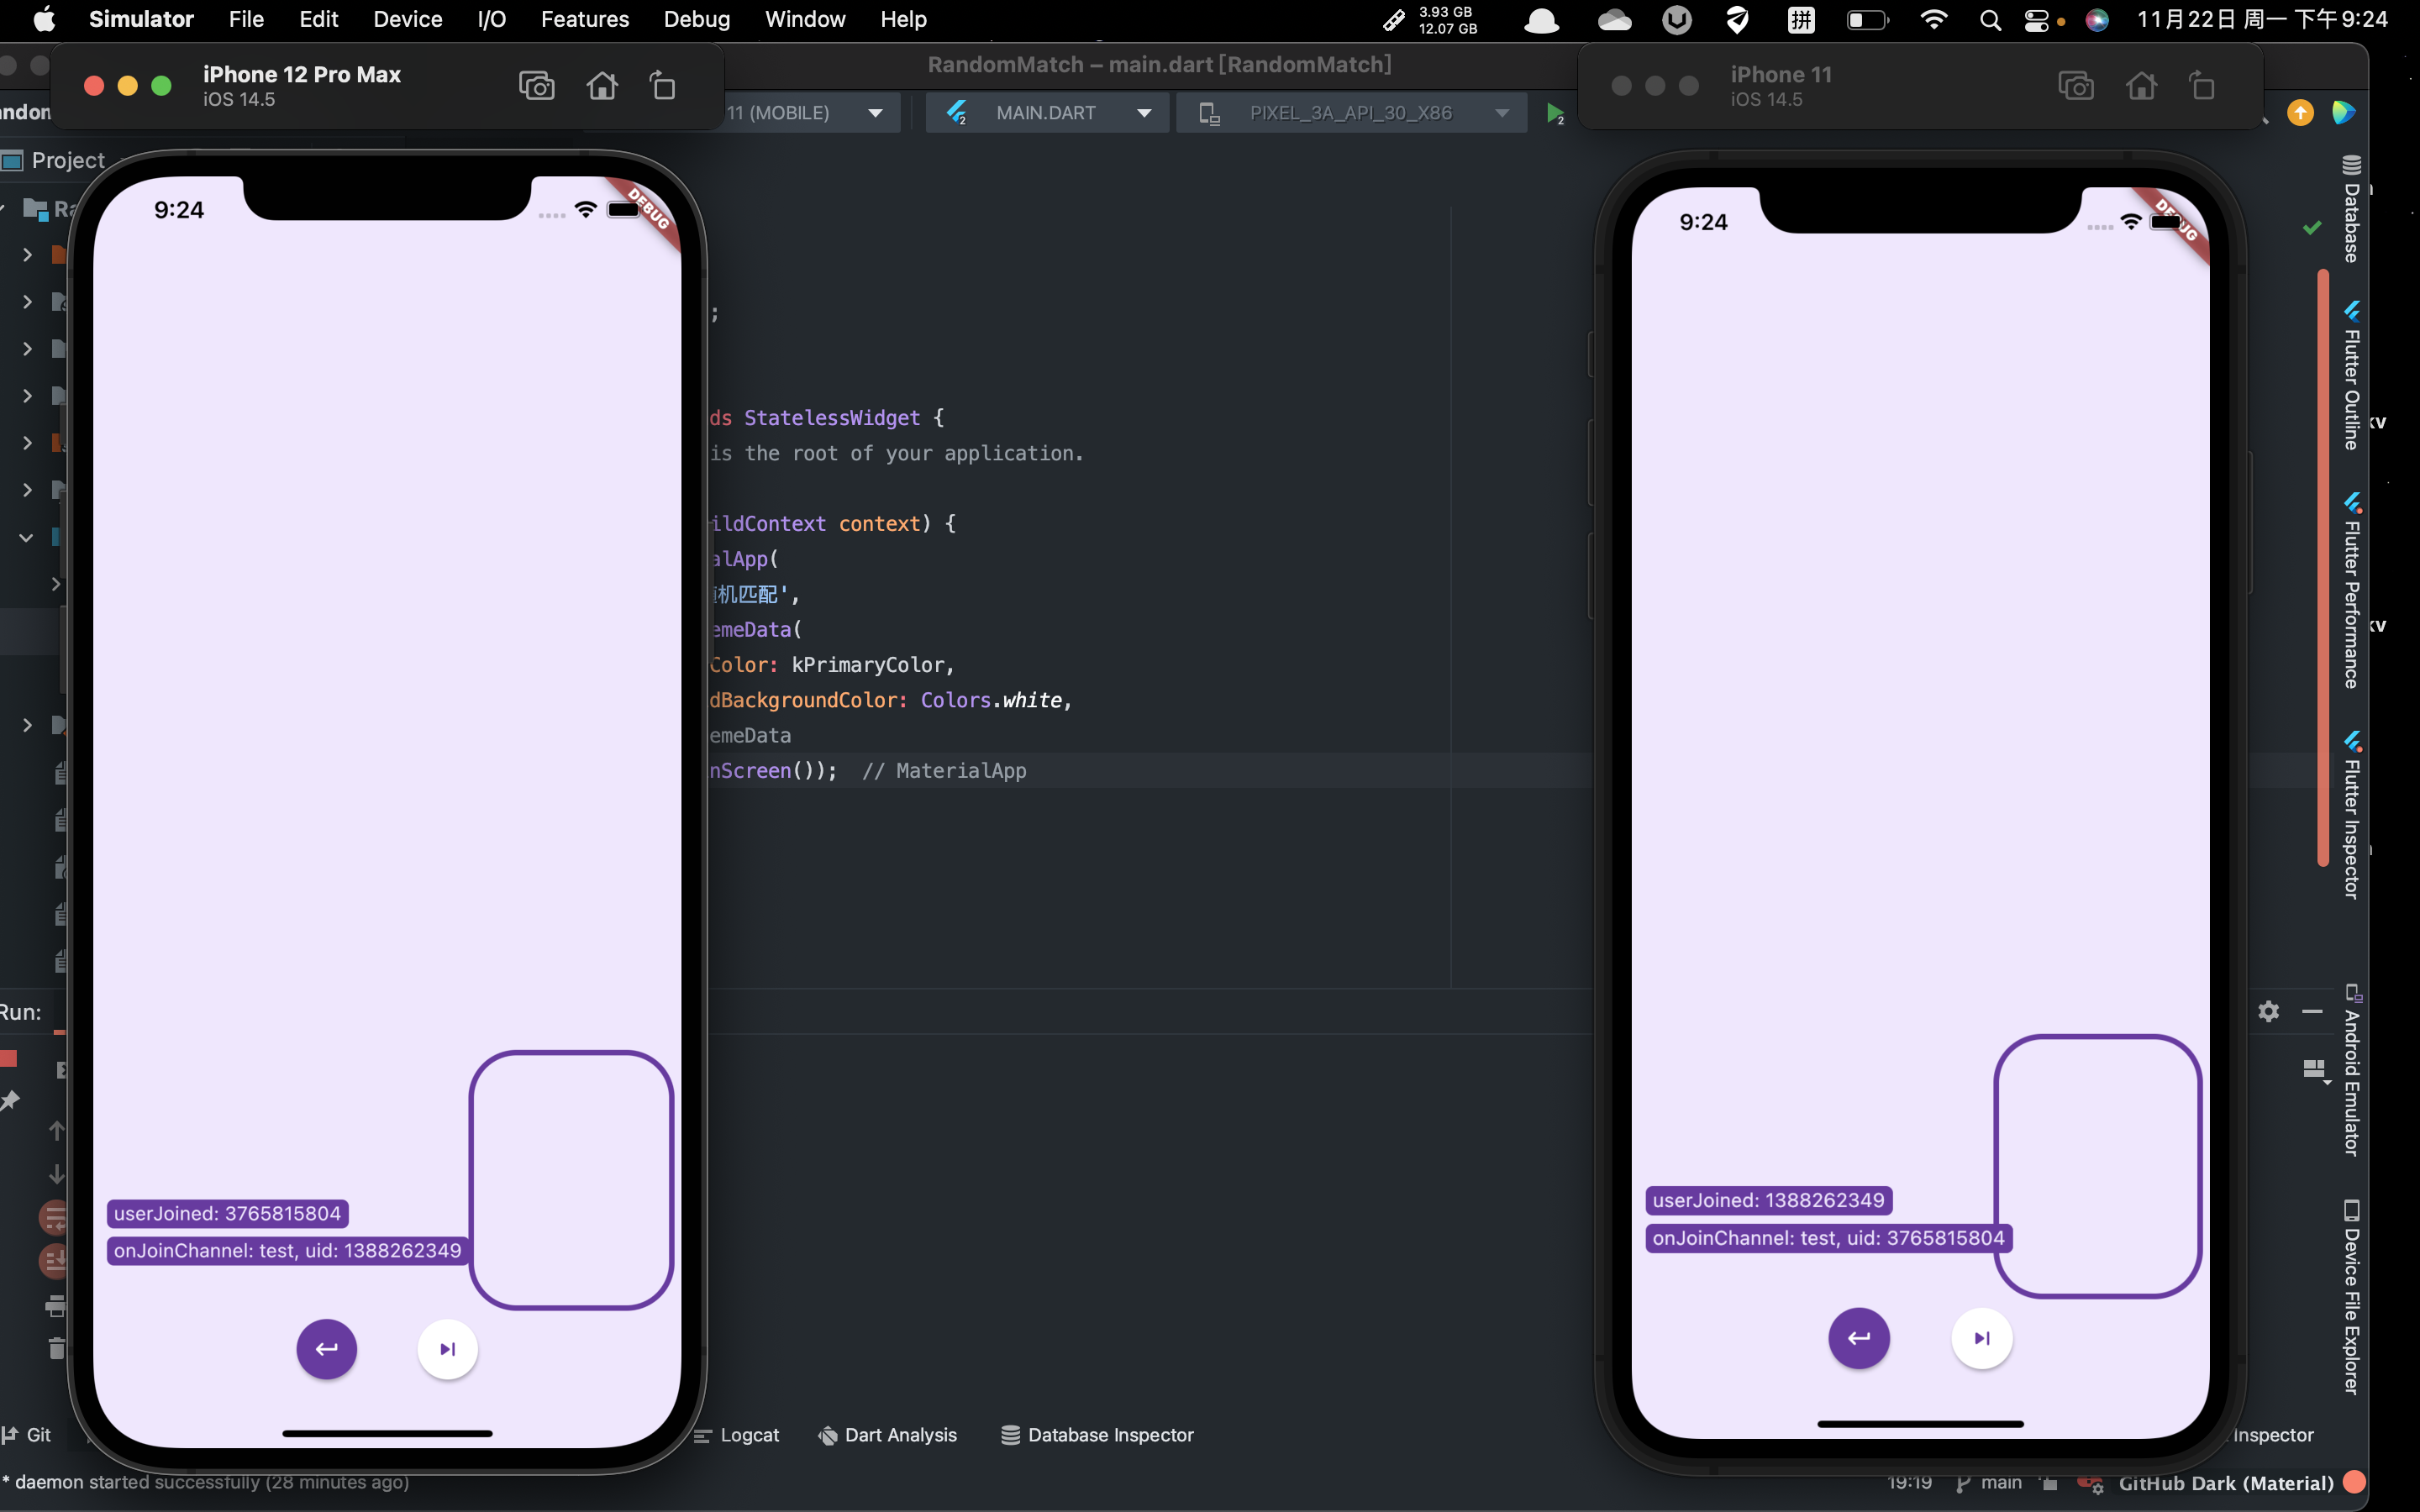 Simulator File Edit Device I/O Features Debug Window Help
3.93 GB
12.07 GB
拼
11月22日 周一 下午9:24
iPhone 12 Pro Max
iOS 14.5
RandomMatch – main.dart [RandomMatch]
iPhone 11
iOS 14.5
11 (MOBILE)
MAIN.DART
PIXEL_3A_API_30_X86
2
2
Project
9:24
DEBUG
9:24
;
ds StatelessWidget {
is the root of your application.
ildContext context) {
alApp(
机匹配',
emeData(
Color: kPrimaryColor,
dBackgroundColor: Colors.white,
emeData
nScreen()); // MaterialApp
Run:
userJoined: 3765815804
onJoinChannel: test, uid: 1388262349
userJoined: 1388262349
onJoinChannel: test, uid: 3765815804
Database
Flutter Outline
Flutter Performance
Flutter Inspector
Android Emulator
Device File Explorer
Git
Logcat
Dart Analysis
Database Inspector
Inspector
* daemon started successfully (28 minutes ago)
19:19
main
GitHub Dark (Material)